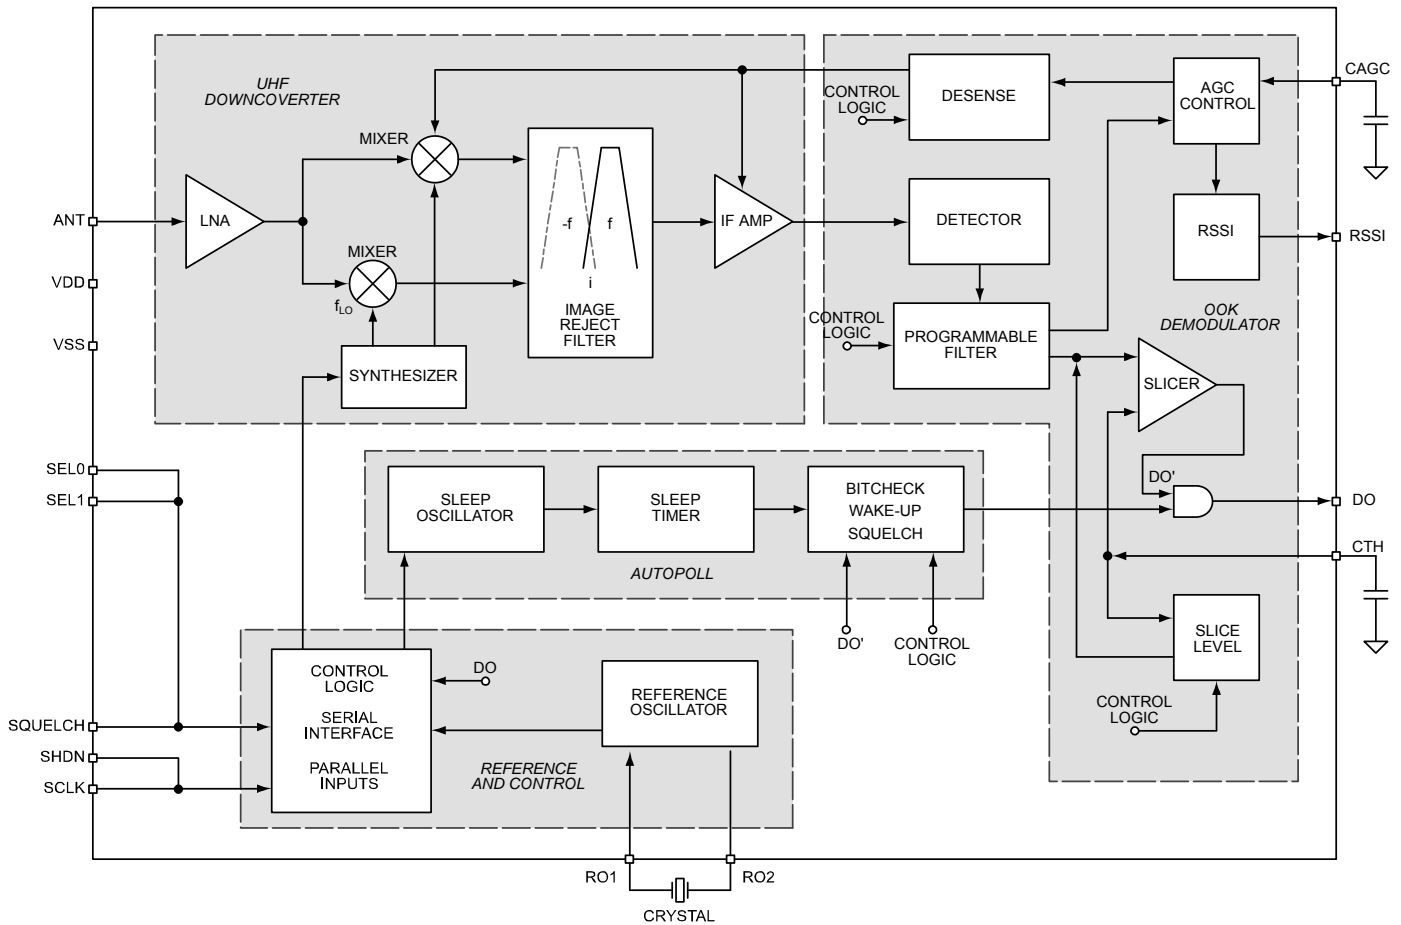 UHF
DOWNCOVERTER
MIXER
LNA
MIXER
fLO
SYNTHESIZER
-f
f
i
IMAGE
REJECT
FILTER
IF AMP
CONTROL
LOGIC
DESENSE
AGC
CONTROL
DETECTOR
RSSI
CONTROL
LOGIC
PROGRAMMABLE
FILTER
OOK
DEMODULATOR
SLICER
DO'
SLICE
LEVEL
CONTROL
LOGIC
CAGC
RSSI
DO
CTH
ANT
VDD
VSS
SEL0
SEL1
SQUELCH
SHDN
SCLK
SLEEP
OSCILLATOR
SLEEP
TIMER
BITCHECK
WAKE-UP
SQUELCH
AUTOPOLL
DO'
CONTROL
LOGIC
CONTROL
LOGIC
SERIAL
INTERFACE
PARALLEL
INPUTS
DO
REFERENCE
OSCILLATOR
REFERENCE
AND CONTROL
RO1
RO2
CRYSTAL